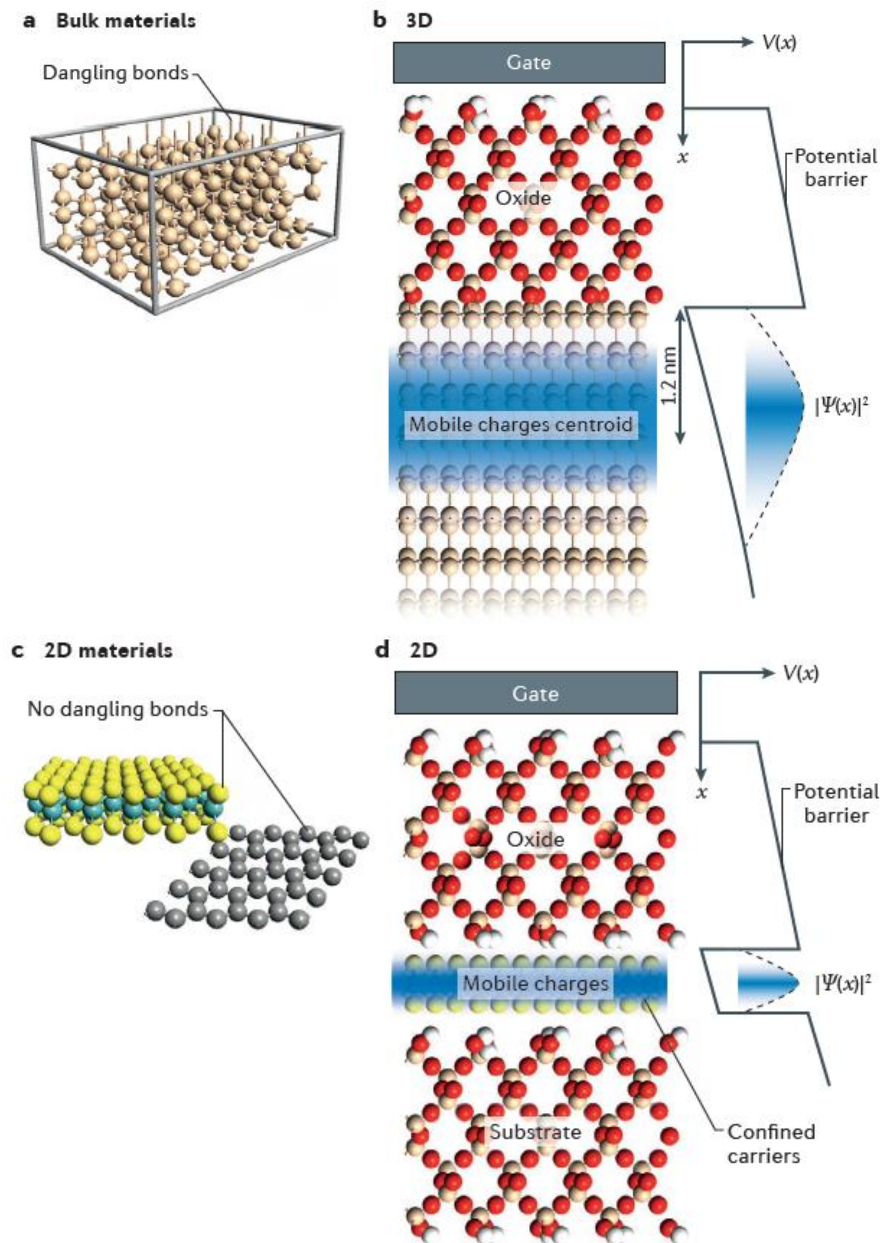 a Bulk materials
Dangling bonds
b 3D
Gate
V(x)
x
Oxide
Potential
barrier
1.2 nm
Mobile charges centroid
|Ψ(x)|²
c 2D materials
No dangling bonds
d 2D
Gate
V(x)
x
Oxide
Potential
barrier
Mobile charges
|Ψ(x)|²
Substrate
Confined
carriers